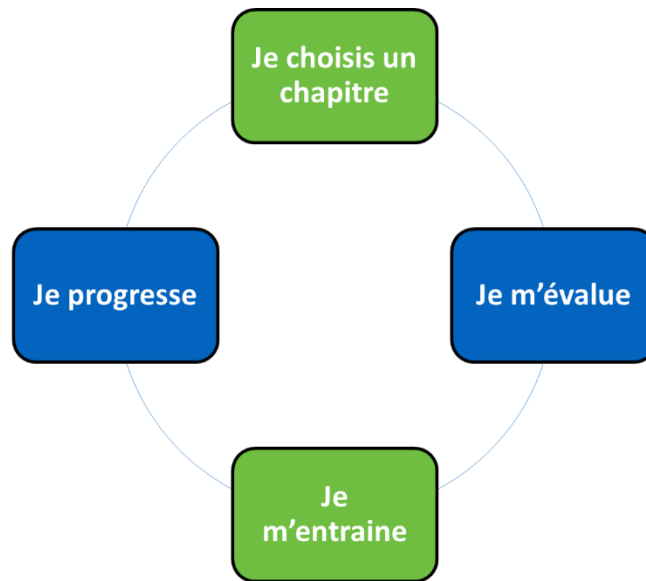 Je choisis un
chapitre
Je progresse
Je m'évalue
Je
m'entraine